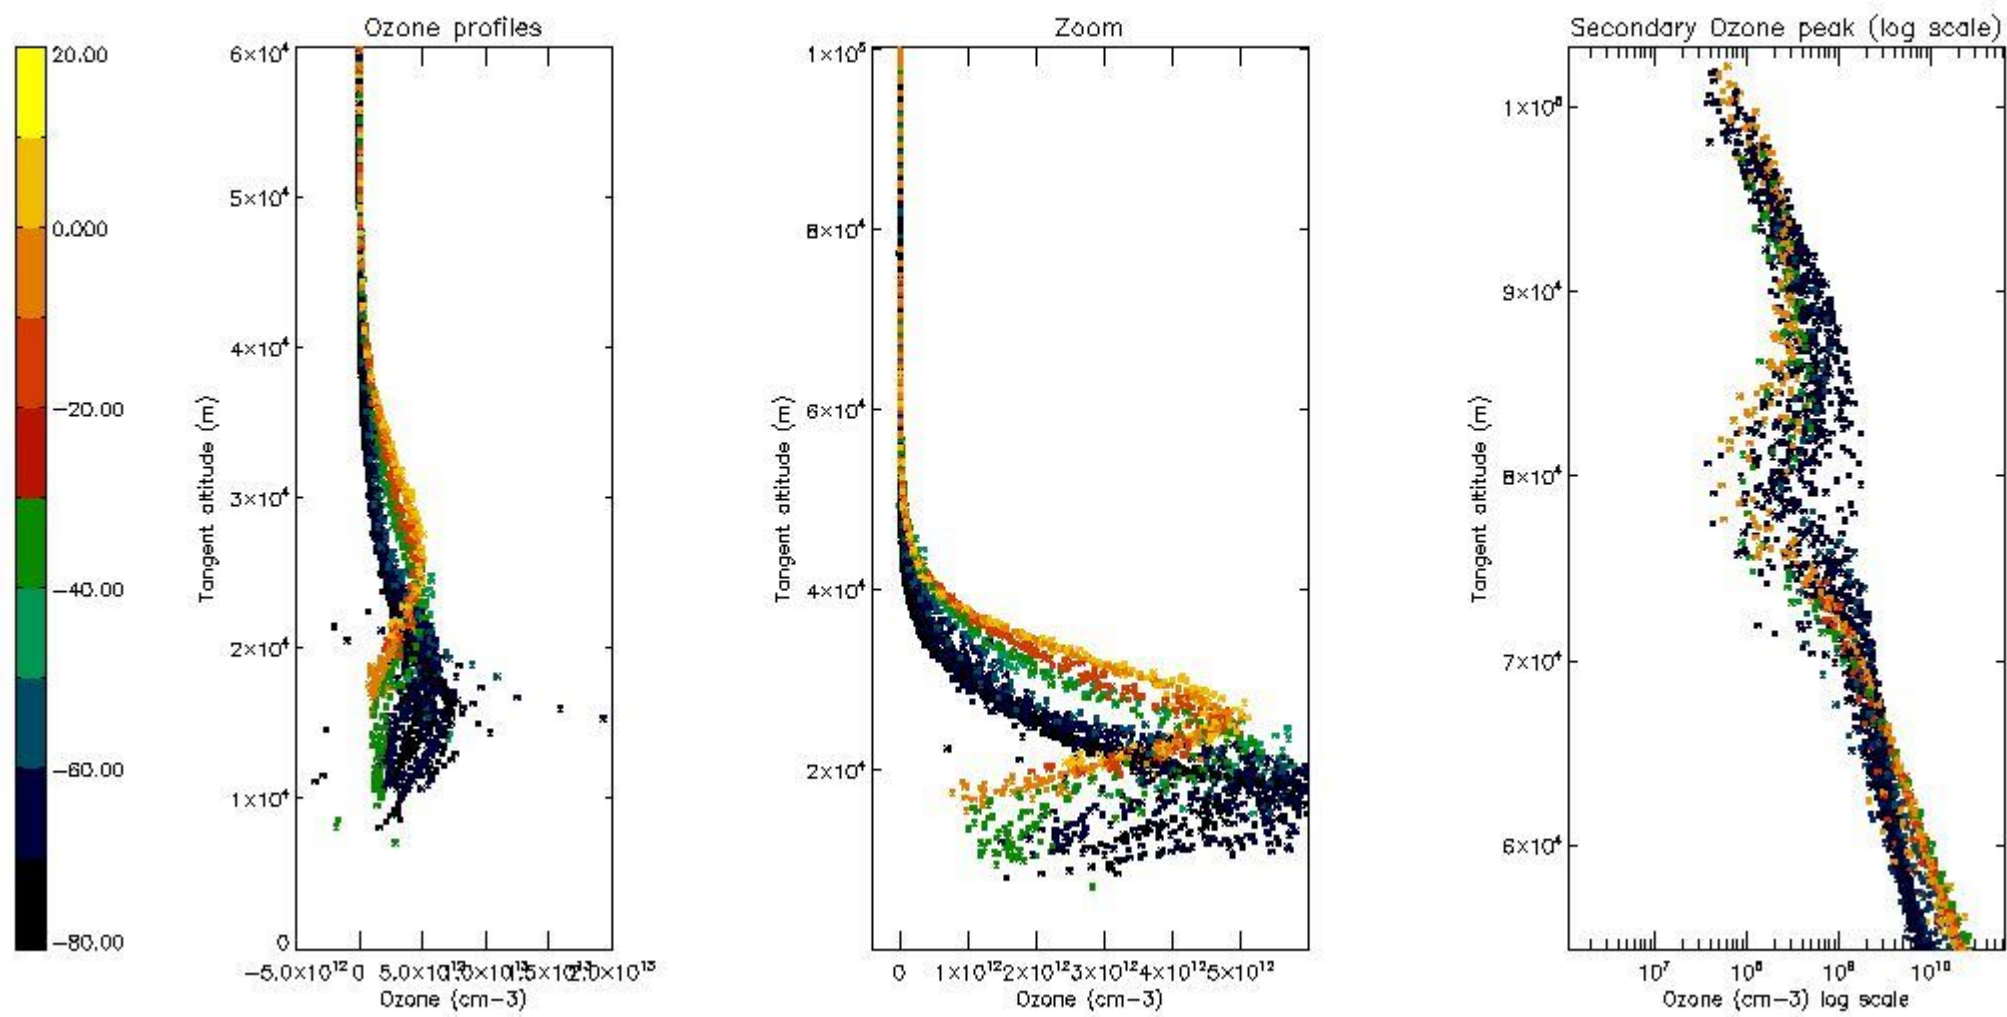 Ozone profiles
Zoom
Secondary Ozone peak (log scale)
20.00
0.000
−20.00
−40.00
−60.00
−80.00
6×10⁴
5×10⁴
4×10⁴
3×10⁴
2×10⁴
1×10⁴
0
Tangent altitude (m)
−5.0×10¹² 0
Ozone (cm−3)
1×10⁵
8×10⁴
6×10⁴
4×10⁴
2×10⁴
Tangent altitude (m)
0 1×10¹² 2×10¹² 3×10¹² 4×10¹² 5×10¹²
Ozone (cm−3)
9×10⁴
8×10⁴
7×10⁴
6×10⁴
Tangent altitude (m)
10⁷ 10⁸ 10⁹ 10¹⁰
Ozone (cm−3) log scale